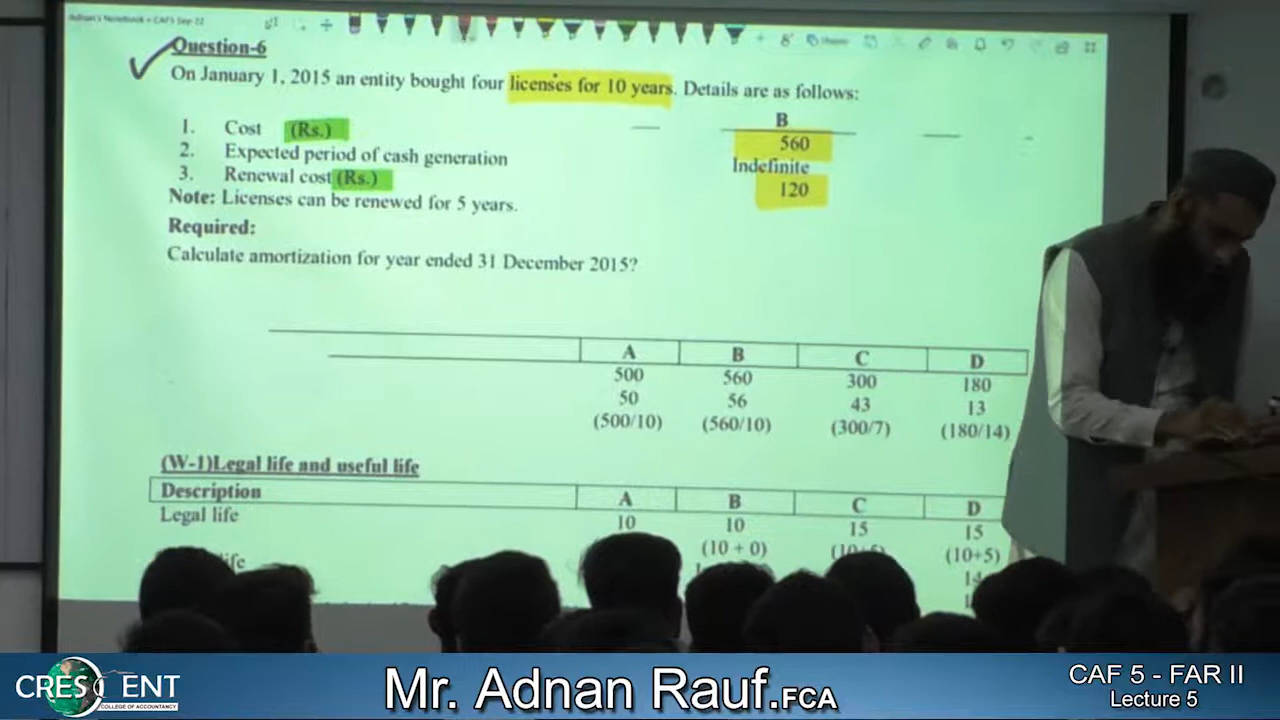 Adnan's Notebook » CAF5 Sep-22
Question-6
On January 1, 2015 an entity bought four licenses for 10 years. Details are as follows:
B
1. Cost (Rs.) 560
2. Expected period of cash generation Indefinite
3. Renewal cost (Rs.) 120
Note: Licenses can be renewed for 5 years.
Required:
Calculate amortization for year ended 31 December 2015?
A B C D
500 560 300 180
50 56 43 13
(500/10) (560/10) (300/7) (180/14)
(W-1)Legal life and useful life
Description A B C D
Legal life 10 10 15 15
(10 + 0) (10+5) (10+5)
CRESCENT
COLLEGE OF ACCOUNTANCY
Mr. Adnan Rauf.FCA
CAF 5 - FAR II
Lecture 5